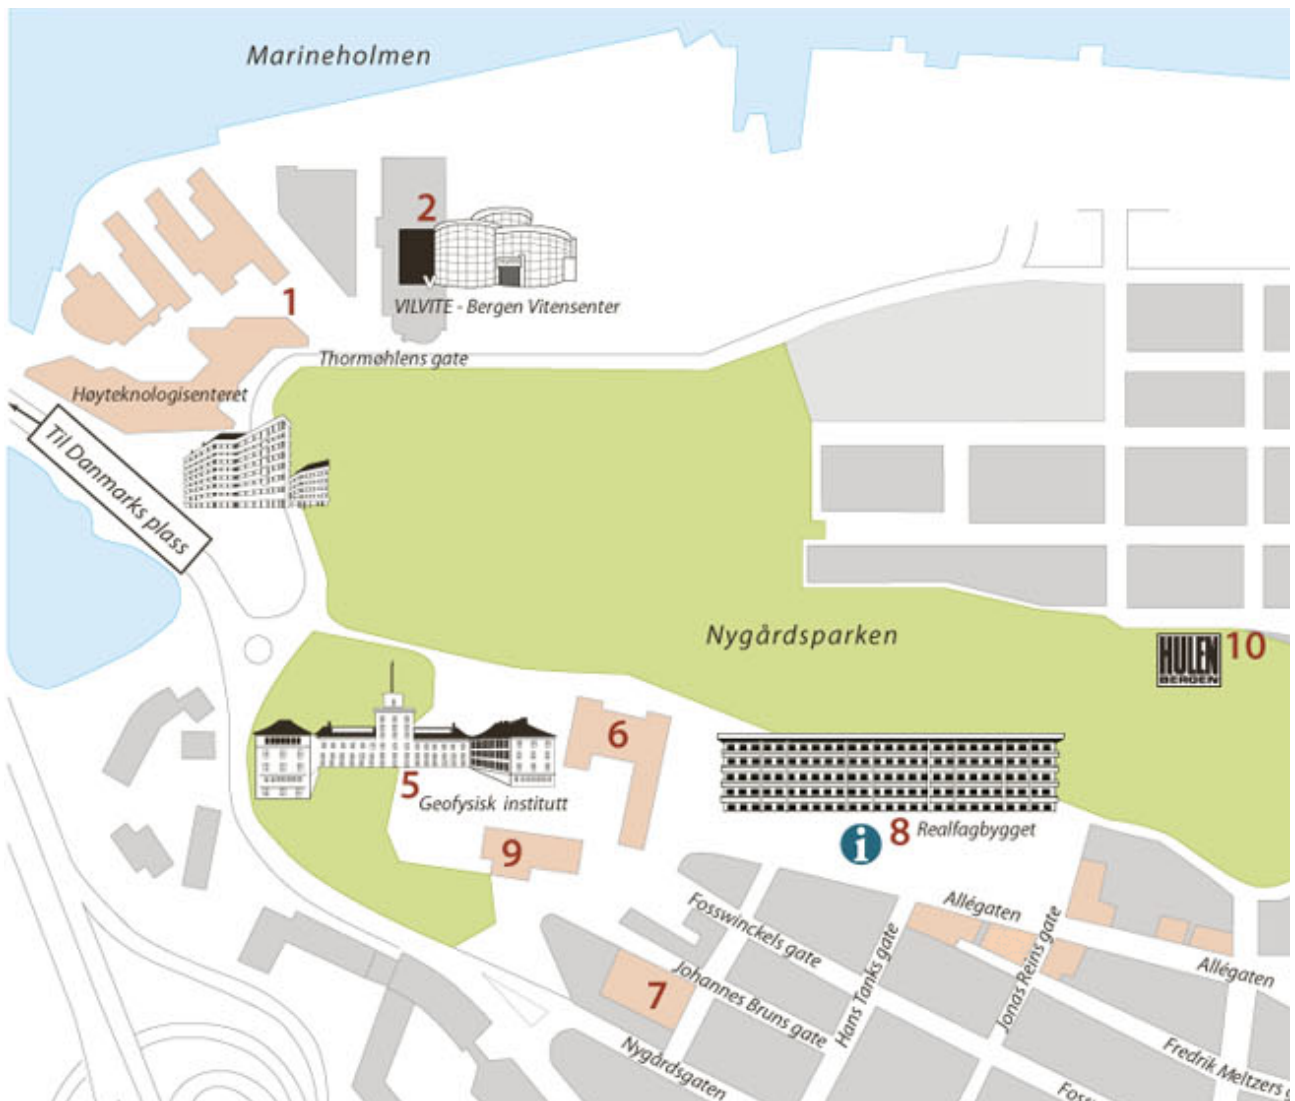 Marineholmen
2
1
VILVITE - Bergen Vitensenter
Thormøhlens gate
Høyteknologisenteret
Til Danmarks plass
Nygårdsparken
HULEN
BERGEN
10
6
5
Geofysisk institutt
i
8
Realfagbygget
9
Fosswinckels gate
Allégaten
Hans Tanks gate
Jonas Reins gate
Allégaten
7
Johannes Bruns gate
Nygårdsgaten
Fredrik Meltzers g
Fos